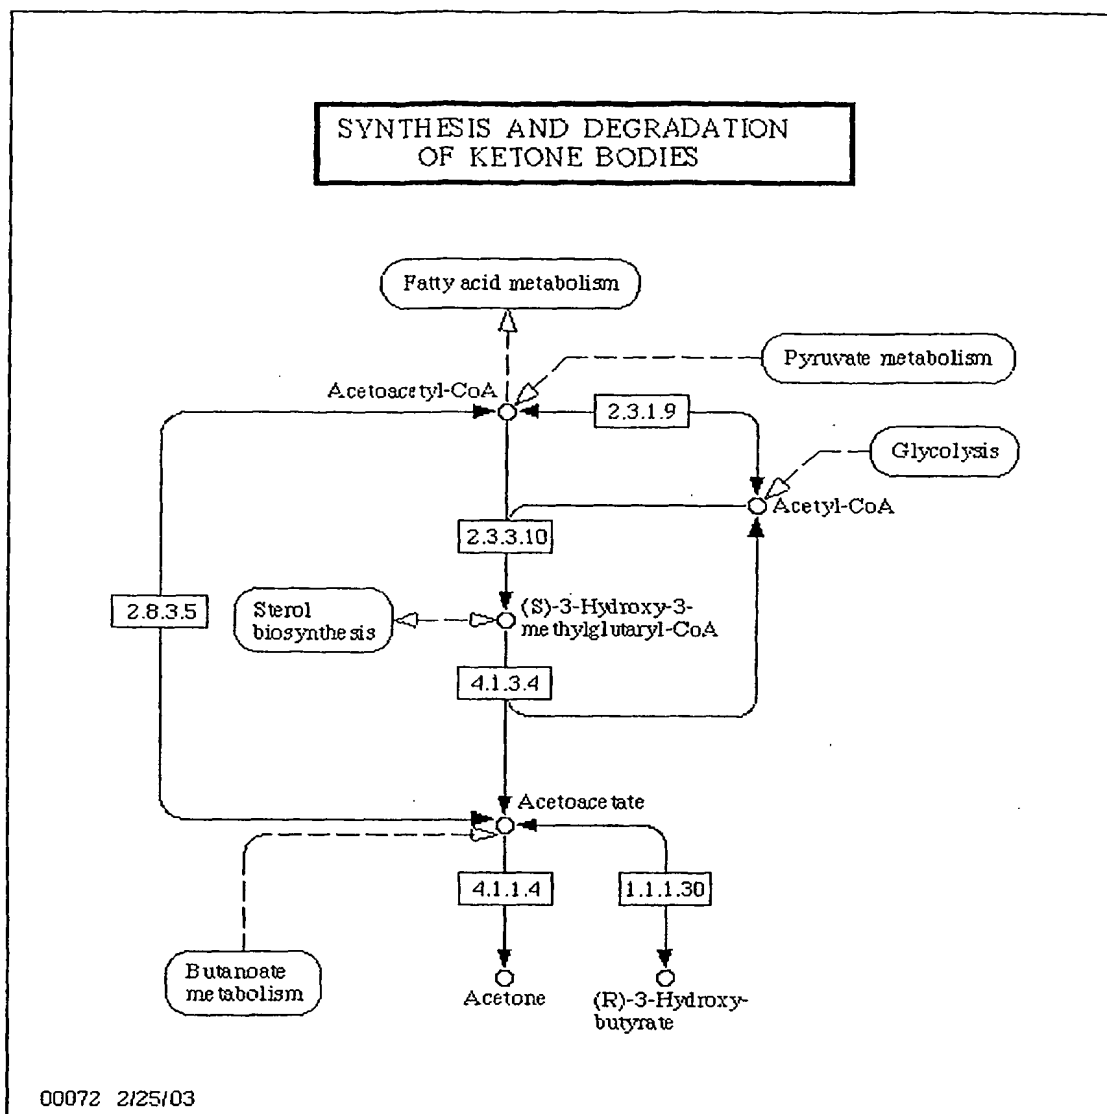 SYNTHESIS AND DEGRADATION
OF KETONE BODIES
Fatty acid metabolism
Pyruvate metabolism
Acetoacetyl-CoA
2.3.1.9
Glycolysis
Acetyl-CoA
2.3.3.10
2.8.3.5
Sterol
biosynthesis
(S)-3-Hydroxy-3-
methylglutaryl-CoA
4.1.3.4
Acetoacetate
4.1.1.4
1.1.1.30
Butanoate
metabolism
Acetone
(R)-3-Hydroxy-
butyrate
00072 2/25/03